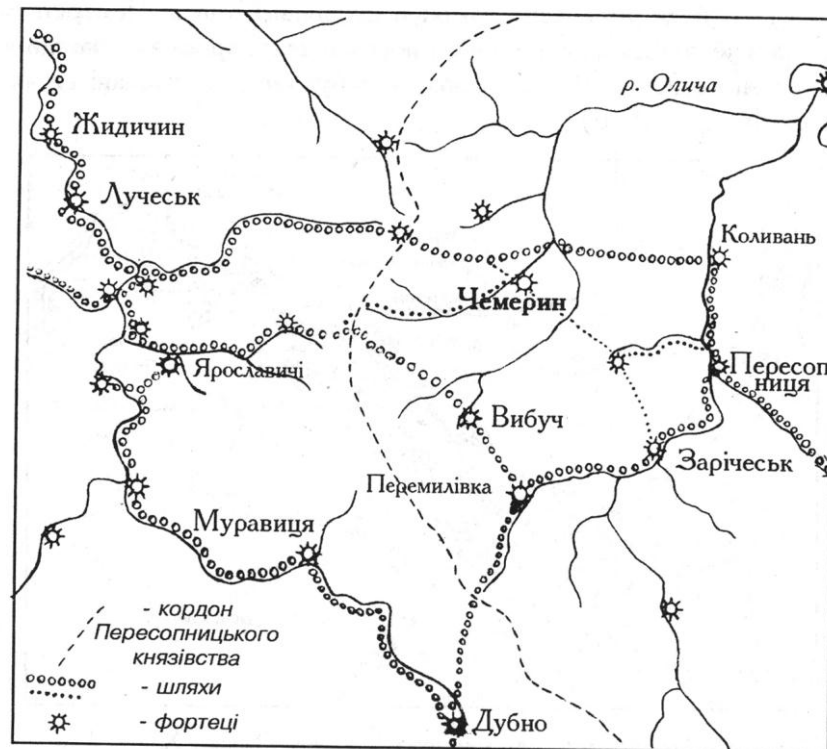 р. Олича
Жидичин
Лучеськ
Коливань
Чемерин
Ярославичі
Пересоп
ниця
Вибуч
Зарічеськ
Перемилівка
Муравиця
- кордон
Пересопницького
князівства
- шляхи
- фортеці
Дубно